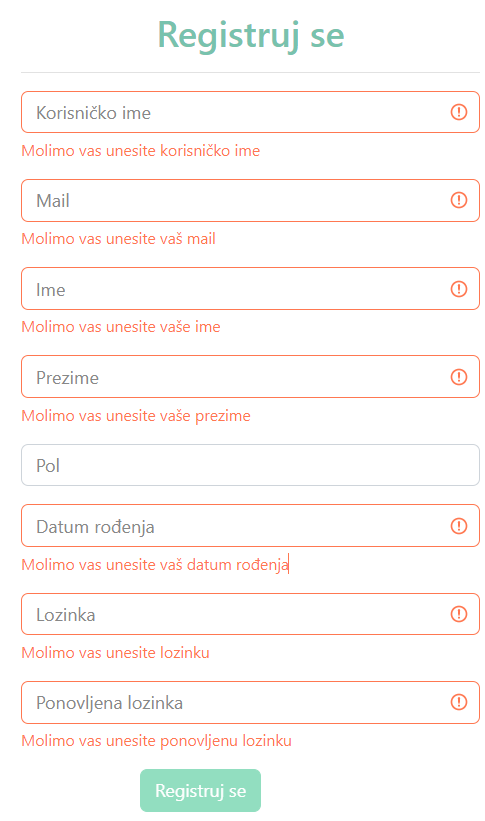 Registruj se
Korisničko ime
Molimo vas unesite korisničko ime
Mail
Molimo vas unesite vaš mail
Ime
Molimo vas unesite vaše ime
Prezime
Molimo vas unesite vaše prezime
Pol
Datum rođenja
Molimo vas unesite vaš datum rođenja
Lozinka
Molimo vas unesite lozinku
Ponovljena lozinka
Molimo vas unesite ponovljenu lozinku
Registruj se